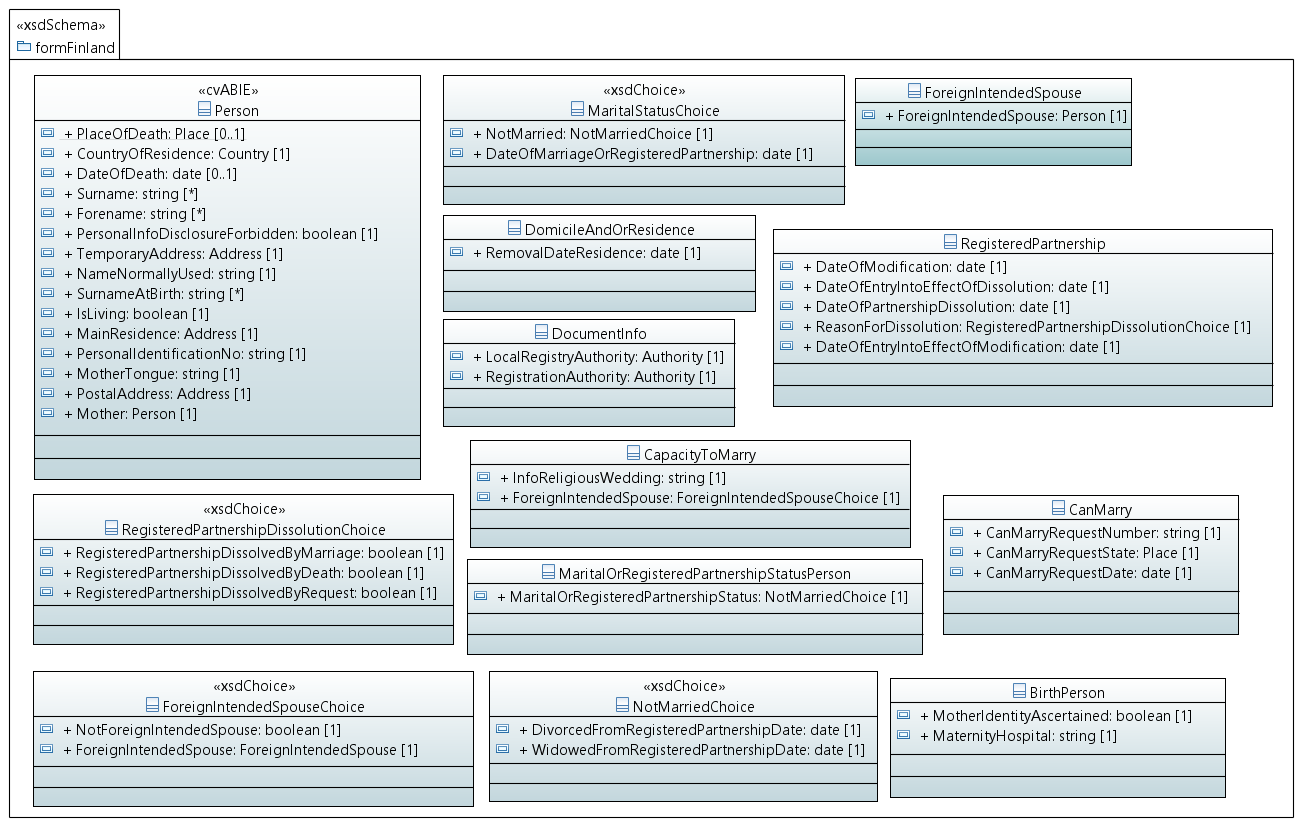 «xsdSchema»
formFinland
«cvABIE»
Person
+ PlaceOfDeath: Place [0..1]
+ CountryOfResidence: Country [1]
+ DateOfDeath: date [0..1]
+ Surname: string [*]
+ Forename: string [*]
+ PersonalInfoDisclosureForbidden: boolean [1]
+ TemporaryAddress: Address [1]
+ NameNormallyUsed: string [1]
+ SurnameAtBirth: string [*]
+ IsLiving: boolean [1]
+ MainResidence: Address [1]
+ PersonalIdentificationNo: string [1]
+ MotherTongue: string [1]
+ PostalAddress: Address [1]
+ Mother: Person [1]
«xsdChoice»
MaritalStatusChoice
+ NotMarried: NotMarriedChoice [1]
+ DateOfMarriageOrRegisteredPartnership: date [1]
ForeignIntendedSpouse
+ ForeignIntendedSpouse: Person [1]
DomicileAndOrResidence
+ RemovalDateResidence: date [1]
RegisteredPartnership
+ DateOfModification: date [1]
+ DateOfEntryIntoEffectOfDissolution: date [1]
+ DateOfPartnershipDissolution: date [1]
+ ReasonForDissolution: RegisteredPartnershipDissolutionChoice [1]
+ DateOfEntryIntoEffectOfModification: date [1]
DocumentInfo
+ LocalRegistryAuthority: Authority [1]
+ RegistrationAuthority: Authority [1]
CapacityToMarry
+ InfoReligiousWedding: string [1]
+ ForeignIntendedSpouse: ForeignIntendedSpouseChoice [1]
«xsdChoice»
RegisteredPartnershipDissolutionChoice
+ RegisteredPartnershipDissolvedByMarriage: boolean [1]
+ RegisteredPartnershipDissolvedByDeath: boolean [1]
+ RegisteredPartnershipDissolvedByRequest: boolean [1]
CanMarry
+ CanMarryRequestNumber: string [1]
+ CanMarryRequestState: Place [1]
+ CanMarryRequestDate: date [1]
MaritalOrRegisteredPartnershipStatusPerson
+ MaritalOrRegisteredPartnershipStatus: NotMarriedChoice [1]
«xsdChoice»
ForeignIntendedSpouseChoice
+ NotForeignIntendedSpouse: boolean [1]
+ ForeignIntendedSpouse: ForeignIntendedSpouse [1]
«xsdChoice»
NotMarriedChoice
+ DivorcedFromRegisteredPartnershipDate: date [1]
+ WidowedFromRegisteredPartnershipDate: date [1]
BirthPerson
+ MotherIdentityAscertained: boolean [1]
+ MaternityHospital: string [1]